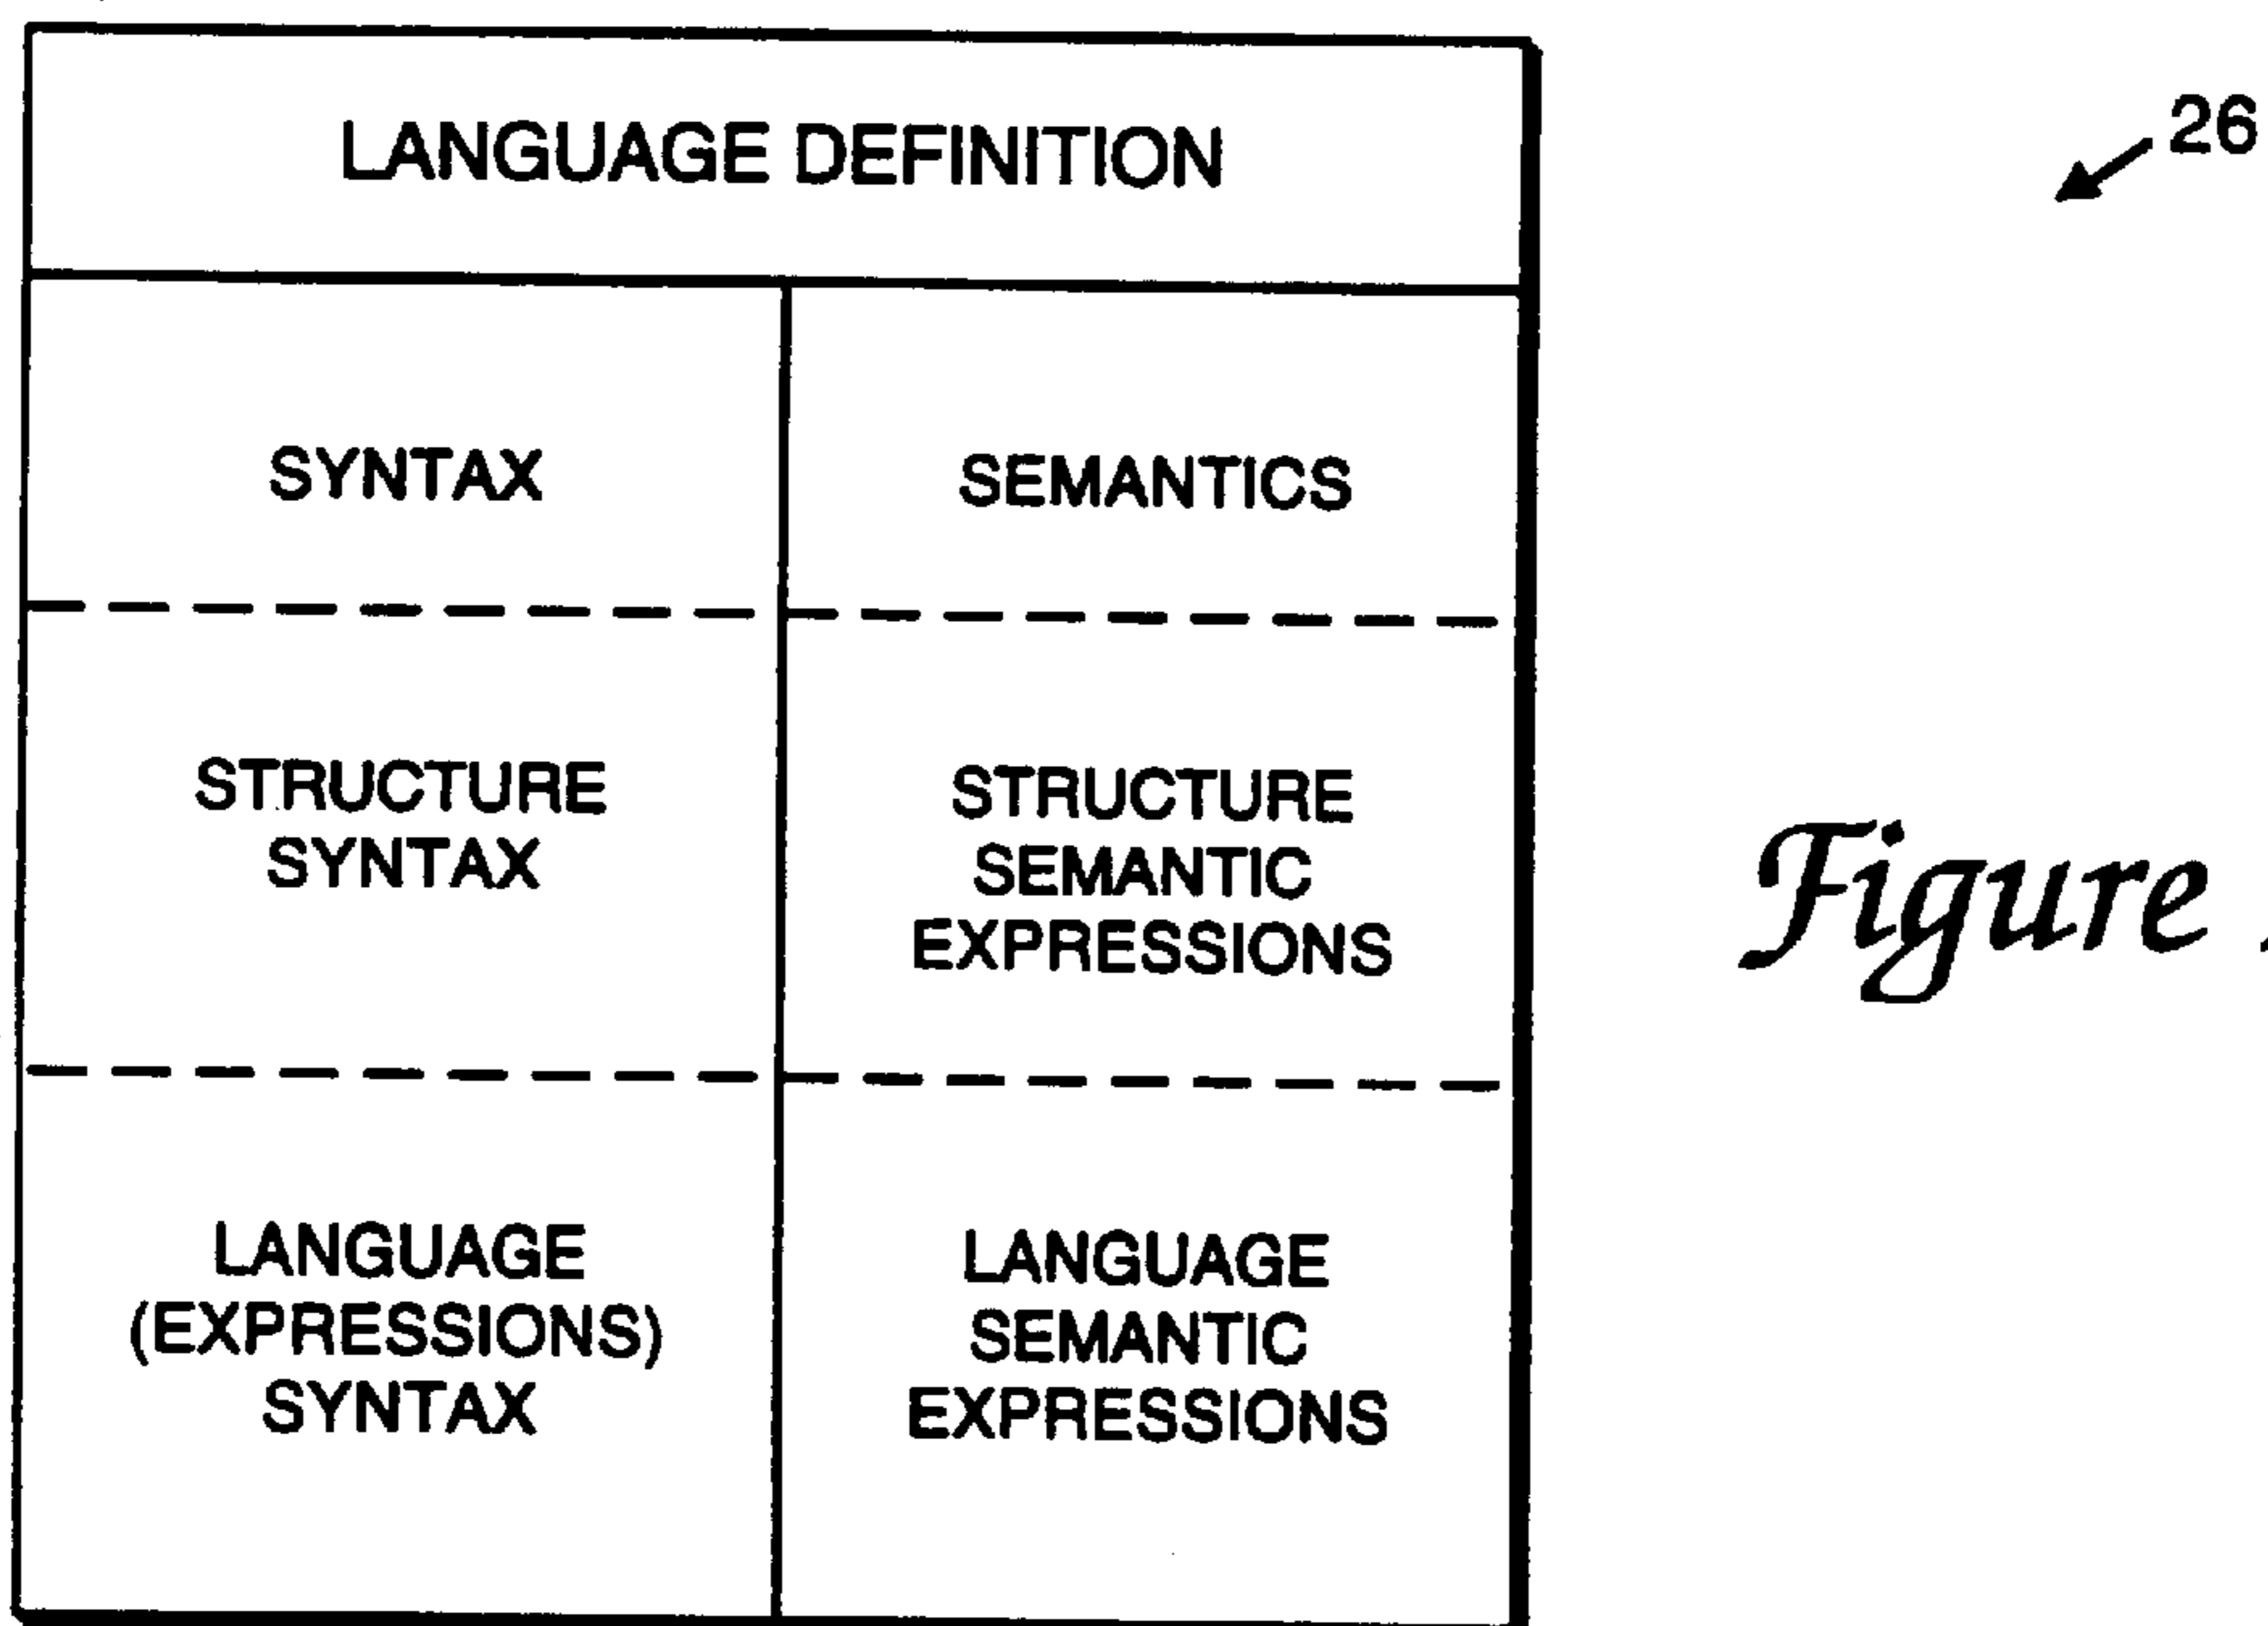 LANGUAGE DEFINITION
26
SYNTAX
SEMANTICS
STRUCTURE
SYNTAX
STRUCTURE
SEMANTIC
EXPRESSIONS
LANGUAGE
(EXPRESSIONS)
SYNTAX
LANGUAGE
SEMANTIC
EXPRESSIONS
Figure